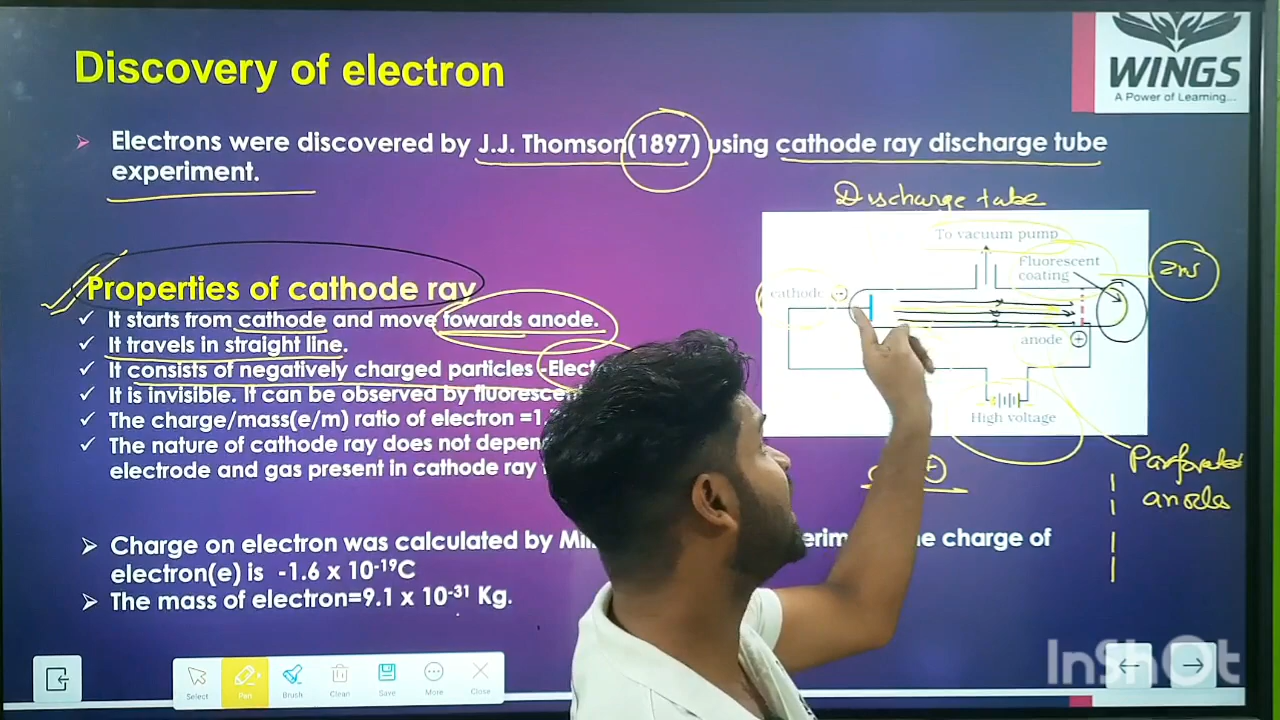 Discovery of electron
WINGS
A Power of Learning...
Electrons were discovered by J.J. Thomson(1897) using cathode ray discharge tube
experiment.
Discharge tube
To vacuum pump
Fluorescent
coating
ZnS
cathode
anode
High voltage
Properties of cathode ray
It starts from cathode and move towards anode.
It travels in straight line.
It consists of negatively charged particles -Elect
It is invisible. It can be observed by fluorescen
The charge/mass(e/m) ratio of electron =1.
The nature of cathode ray does not depen
electrode and gas present in cathode ray
Charge on electron was calculated by Mil he charge of
electron(e) is -1.6 x 10⁻¹⁹C
The mass of electron=9.1 x 10⁻³¹ Kg.
anode
Select Pen Brush Clean Save More Close
InShOt